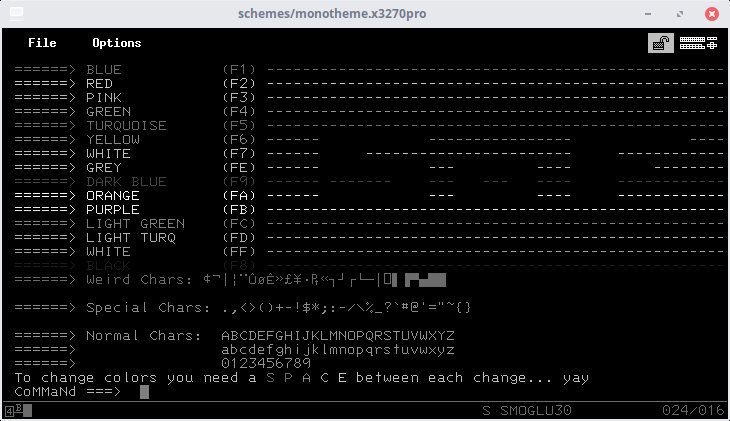 schemes/monotheme.x3270pro
File Options
======> BLUE (F1) --------------------------------------------------------
======> RED (F2) --------------------------------------------------------
======> PINK (F3) --------------------------------------------------------
======> GREEN (F4) --------------------------------------------------------
======> TURQUOISE (F5) --------------------------------------------------------
======> YELLOW (F6) ------ ----------------- -------------
======> WHITE (F7) ------ ------------------------ -------------
======> GREY (FE) ------ --- ---- ------------
======> DARK BLUE (F9) ------ ------- --- ---- -------------
======> ORANGE (FA) ------ --- -------------
======> PURPLE (FB) --------------------------------------------------------
======> LIGHT GREEN (FC) --------------------------------------------------------
======> LIGHT TURQ (FD) --------------------------------------------------------
======> WHITE (FF) --------------------------------------------------------
======> BLACK (F8) --------------------------------------------------------
======> Weird Chars: ¢¬|¦¨Ûø£»£¥·₧«┐┘┌└─│
======> Special Chars: .,<>()+-!$*;:-/\%_?`#@'="~{}
======> Normal Chars: ABCDEFGHIJKLMNOPQRSTUVWXYZ
======> abcdefghijklmnopqrstuvwxyz
======> 0123456789
To change colors you need a S P A C E between each change... yay
CoMMaNd ===>
4 B S SMOGLU30 024/016